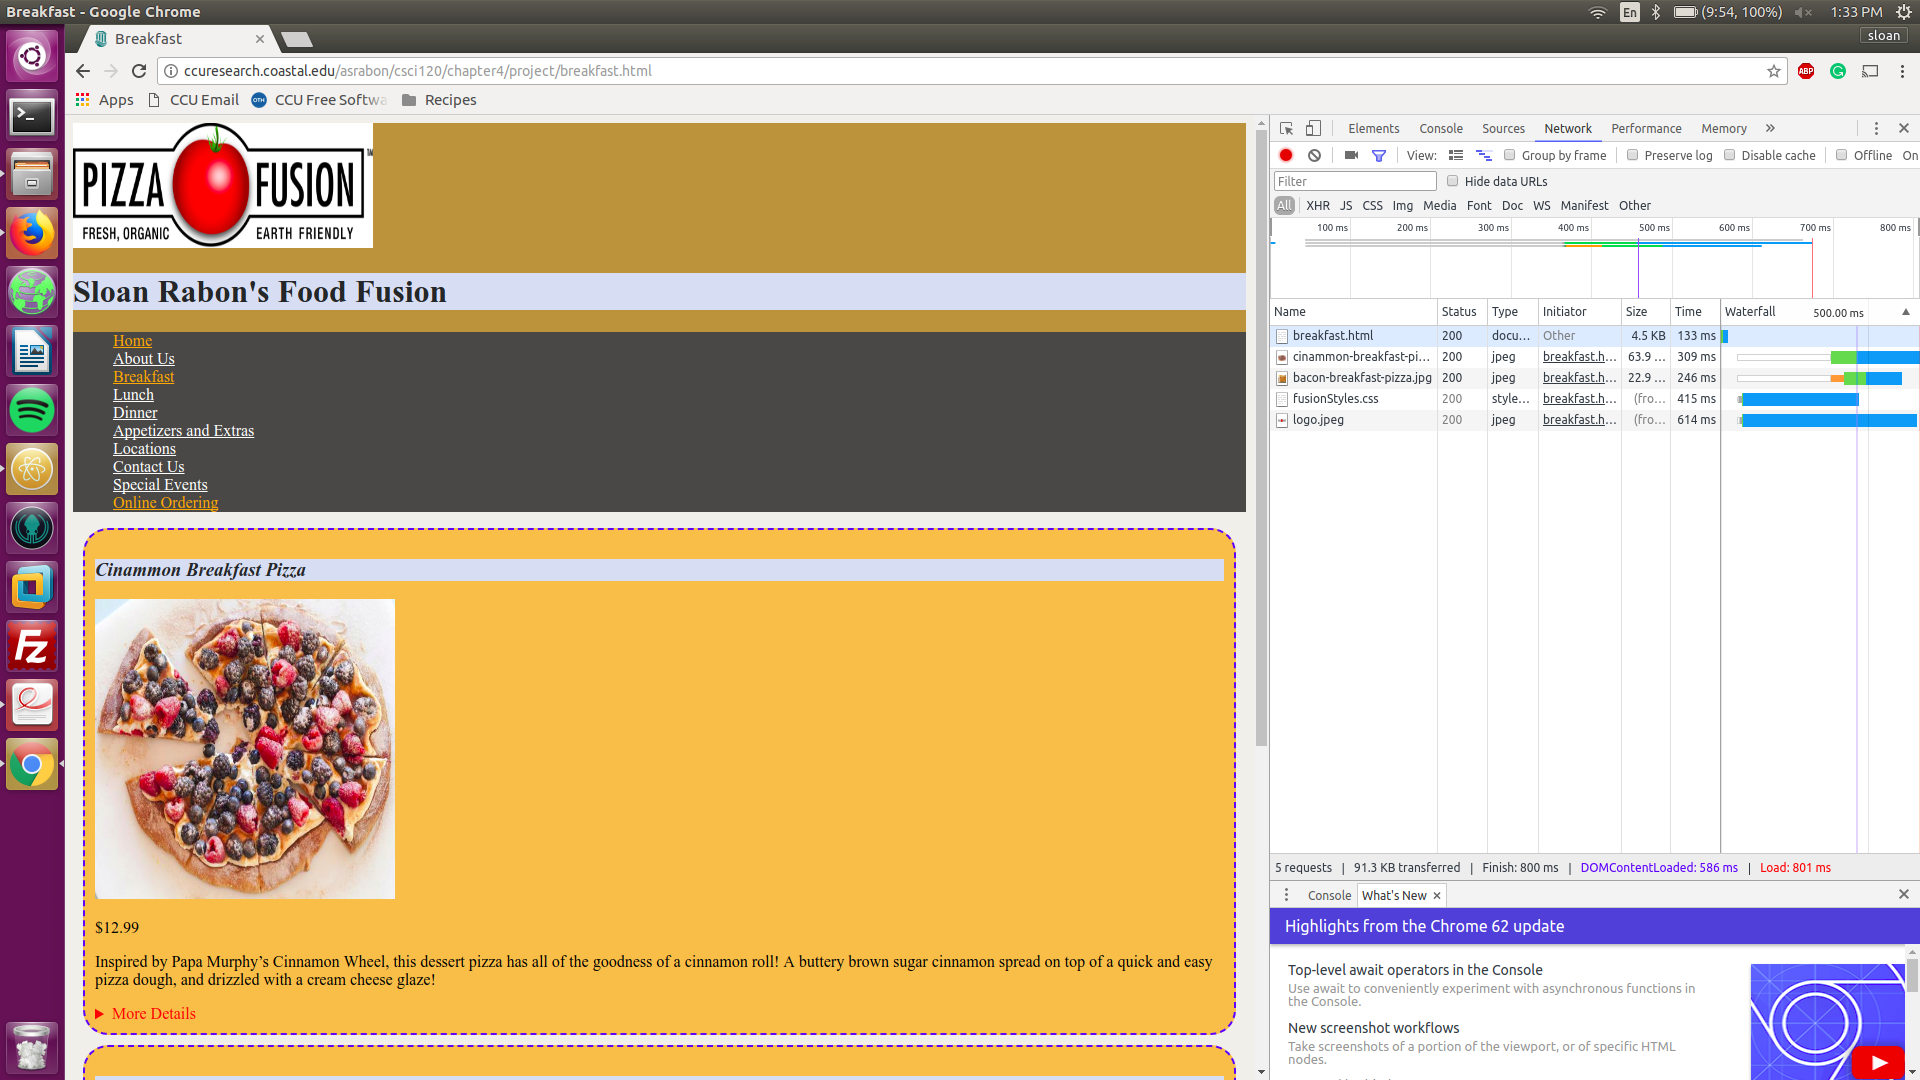 Breakfast - Google Chrome
En
(9:54, 100%)
1:33 PM
Breakfast
sloan
ccuresearch.coastal.edu/asrabon/csci120/chapter4/project/breakfast.html
ABP
Apps
CCU Email
OTH
CCU Free Softwa
Recipes
PIZZA FUSION
TM
FRESH, ORGANIC
EARTH FRIENDLY
Sloan Rabon's Food Fusion
Home
About Us
Breakfast
Lunch
Dinner
Appetizers and Extras
Locations
Contact Us
Special Events
Online Ordering
Cinammon Breakfast Pizza
$12.99
Inspired by Papa Murphy’s Cinnamon Wheel, this dessert pizza has all of the goodness of a cinnamon roll! A buttery brown sugar cinnamon spread on top of a quick and easy
pizza dough, and drizzled with a cream cheese glaze!
More Details
Elements Console Sources Network Performance Memory »
View: Group by frame Preserve log Disable cache Offline On
Filter Hide data URLs
All XHR JS CSS Img Media Font Doc WS Manifest Other
100 ms 200 ms 300 ms 400 ms 500 ms 600 ms 700 ms 800 ms
Name Status Type Initiator Size Time Waterfall 500.00 ms
breakfast.html 200 docu... Other 4.5 KB 133 ms
cinammon-breakfast-pi... 200 jpeg breakfast.h... 63.9 ... 309 ms
bacon-breakfast-pizza.jpg 200 jpeg breakfast.h... 22.9 ... 246 ms
fusionStyles.css 200 style... breakfast.h... (fro... 415 ms
logo.jpeg 200 jpeg breakfast.h... (fro... 614 ms
5 requests | 91.3 KB transferred | Finish: 800 ms | DOMContentLoaded: 586 ms | Load: 801 ms
Console What's New
Highlights from the Chrome 62 update
Top-level await operators in the Console
Use await to conveniently experiment with asynchronous functions in
the Console.
New screenshot workflows
Take screenshots of a portion of the viewport, or of specific HTML
nodes.
Fz